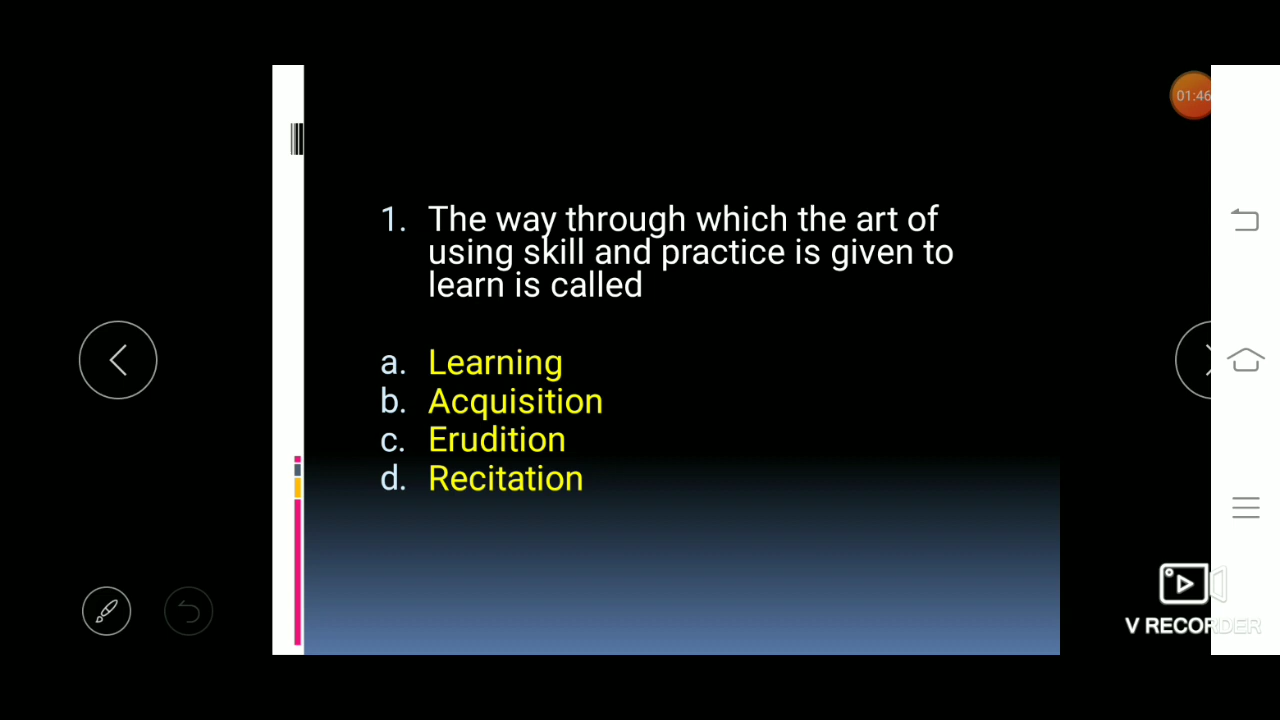 01:46
1. The way through which the art of
using skill and practice is given to
learn is called
a. Learning
b. Acquisition
c. Erudition
d. Recitation
V RECORDER